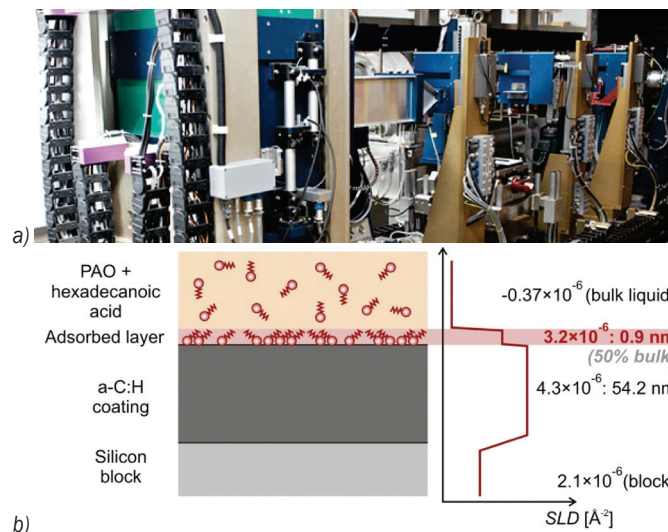 a)
PAO +
hexadecanoic
acid
Adsorbed layer
a-C:H
coating
Silicon
block
-0.37×10⁻⁶ (bulk liquid
3.2×10⁻⁶: 0.9 nm
(50% bulk
4.3×10⁻⁶: 54.2 nm
2.1×10⁻⁶ (block
SLD [Å⁻²]
b)